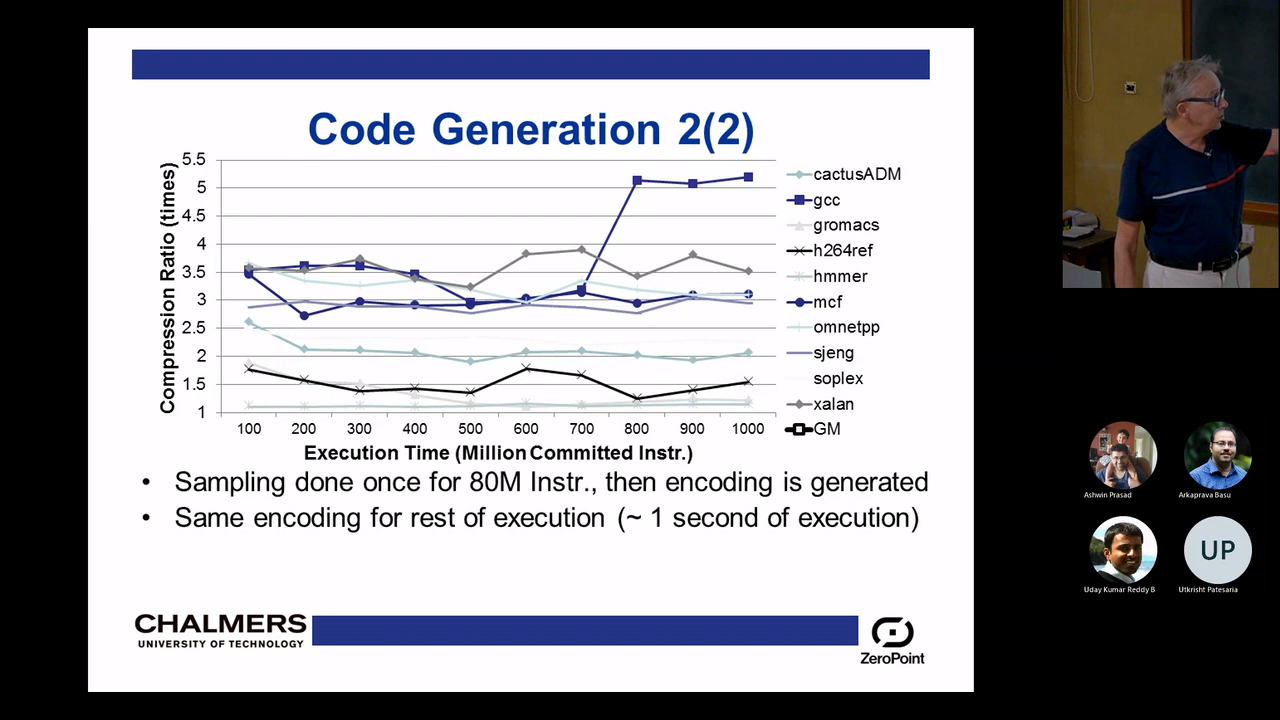 Code Generation 2(2)
Compression Ratio (times)
5.5
5
4.5
4
3.5
3
2.5
2
1.5
1
100 200 300 400 500 600 700 800 900 1000
Execution Time (Million Committed Instr.)
cactusADM
gcc
gromacs
h264ref
hmmer
mcf
omnetpp
sjeng
soplex
xalan
GM
• Sampling done once for 80M Instr., then encoding is generated
• Same encoding for rest of execution (~ 1 second of execution)
CHALMERS
UNIVERSITY OF TECHNOLOGY
ZeroPoint
Ashwin Prasad
Arkaprava Basu
UP
Uday Kumar Reddy B
Utkrisht Patesaria